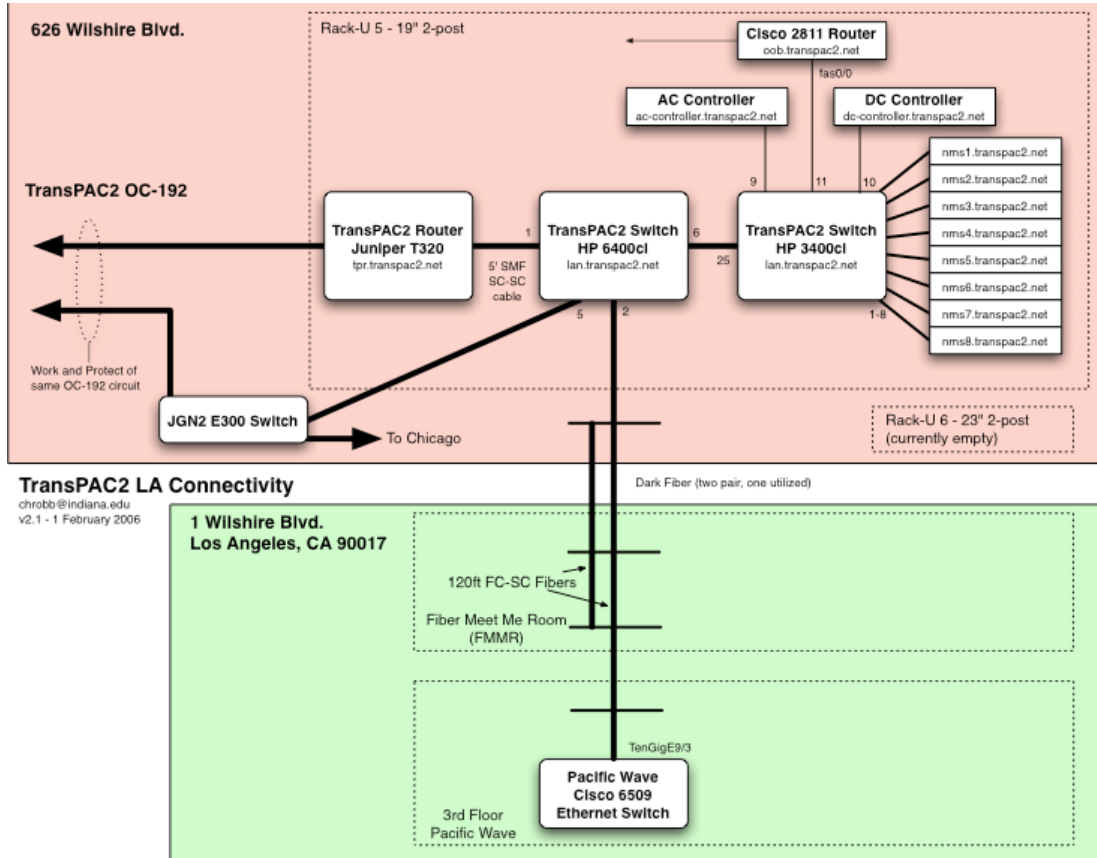 626 Wilshire Blvd.
Rack-U 5 - 19" 2-post
Cisco 2811 Router
oob.transpac2.net
fas0/0
AC Controller
ac-controller.transpac2.net
DC Controller
dc-controller.transpac2.net
9
11
10
nms1.transpac2.net
nms2.transpac2.net
nms3.transpac2.net
nms4.transpac2.net
nms5.transpac2.net
nms6.transpac2.net
nms7.transpac2.net
nms8.transpac2.net
1-8
TransPAC2 OC-192
TransPAC2 Router
Juniper T320
tpr.transpac2.net
1
5' SMF
SC-SC
cable
TransPAC2 Switch
HP 6400cl
lan.transpac2.net
6
25
TransPAC2 Switch
HP 3400cl
lan.transpac2.net
5
2
Work and Protect of
same OC-192 circuit
JGN2 E300 Switch
To Chicago
Rack-U 6 - 23" 2-post
(currently empty)
TransPAC2 LA Connectivity
chrobb@indiana.edu
v2.1 - 1 February 2006
Dark Fiber (two pair, one utilized)
1 Wilshire Blvd.
Los Angeles, CA 90017
120ft FC-SC Fibers
Fiber Meet Me Room
(FMMR)
TenGigE9/3
Pacific Wave
Cisco 6509
Ethernet Switch
3rd Floor
Pacific Wave